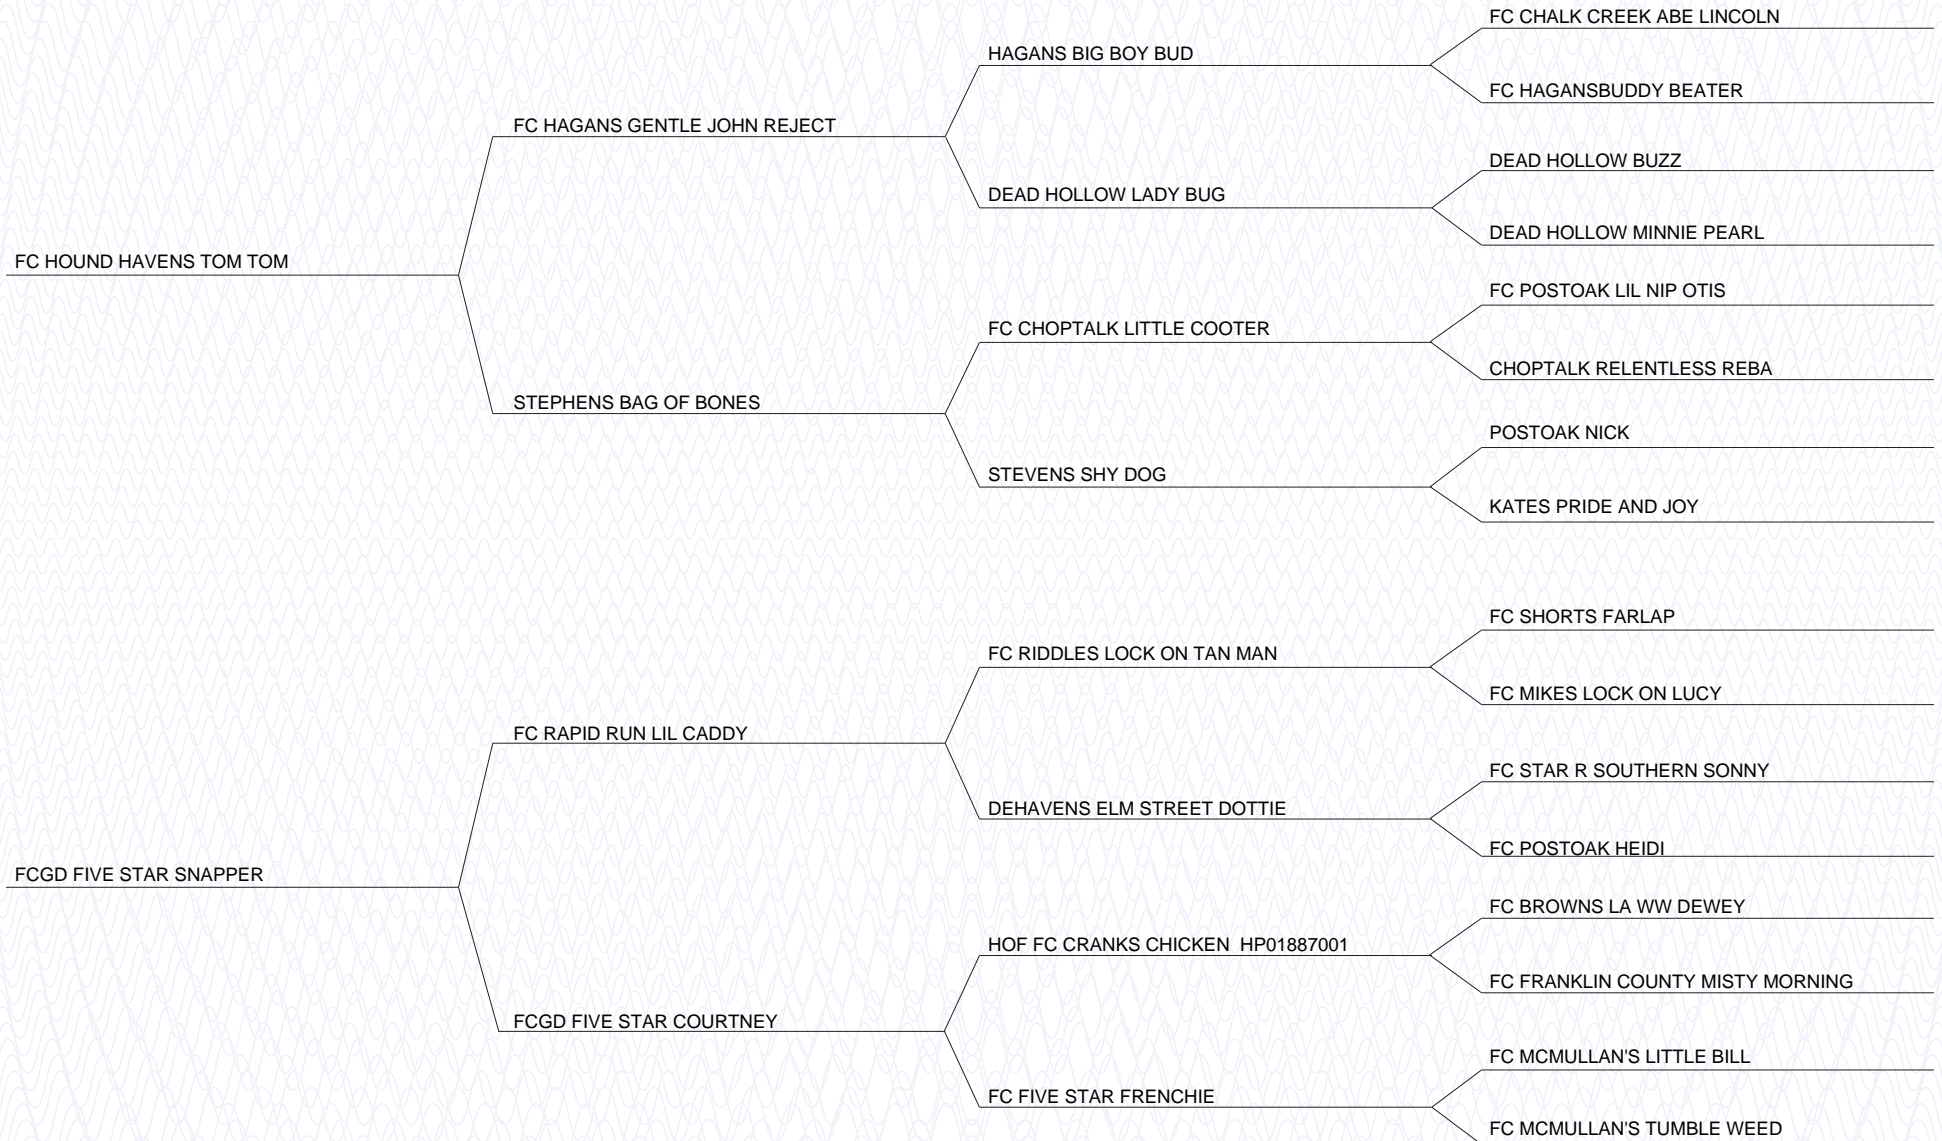 FC CHALK CREEK ABE LINCOLN
HAGANS BIG BOY BUD
FC HAGANSBUDDY BEATER
FC HAGANS GENTLE JOHN REJECT
DEAD HOLLOW BUZZ
DEAD HOLLOW LADY BUG
DEAD HOLLOW MINNIE PEARL
FC HOUND HAVENS TOM TOM
FC POSTOAK LIL NIP OTIS
FC CHOPTALK LITTLE COOTER
CHOPTALK RELENTLESS REBA
STEPHENS BAG OF BONES
POSTOAK NICK
STEVENS SHY DOG
KATES PRIDE AND JOY
FC SHORTS FARLAP
FC RIDDLES LOCK ON TAN MAN
FC MIKES LOCK ON LUCY
FC RAPID RUN LIL CADDY
FC STAR R SOUTHERN SONNY
DEHAVENS ELM STREET DOTTIE
FC POSTOAK HEIDI
FCGD FIVE STAR SNAPPER
FC BROWNS LA WW DEWEY
HOF FC CRANKS CHICKEN  HP01887001
FC FRANKLIN COUNTY MISTY MORNING
FCGD FIVE STAR COURTNEY
FC MCMULLAN'S LITTLE BILL
FC FIVE STAR FRENCHIE
FC MCMULLAN'S TUMBLE WEED